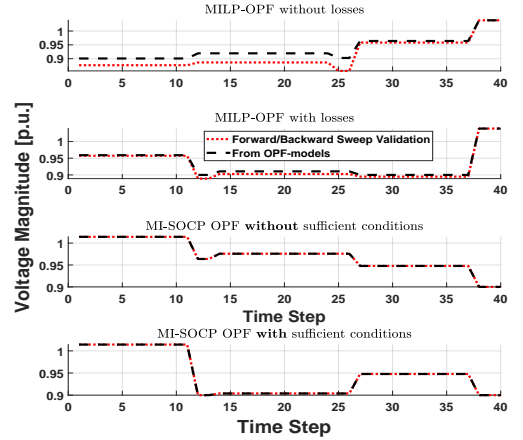 MILP-OPF without losses
1
0.95
0.9
0 5 10 15 20 25 30 35 40
MILP-OPF with losses
1
0.95
0.9
Forward/Backward Sweep Validation
From OPF-models
0 5 10 15 20 25 30 35 40
Voltage Magnitude [p.u.]
MI-SOCP OPF without sufficient conditions
1
0.95
0.9
0 5 10 15 20 25 30 35 40
Time Step
MI-SOCP OPF with sufficient conditions
1
0.95
0.9
0 5 10 15 20 25 30 35 40
Time Step